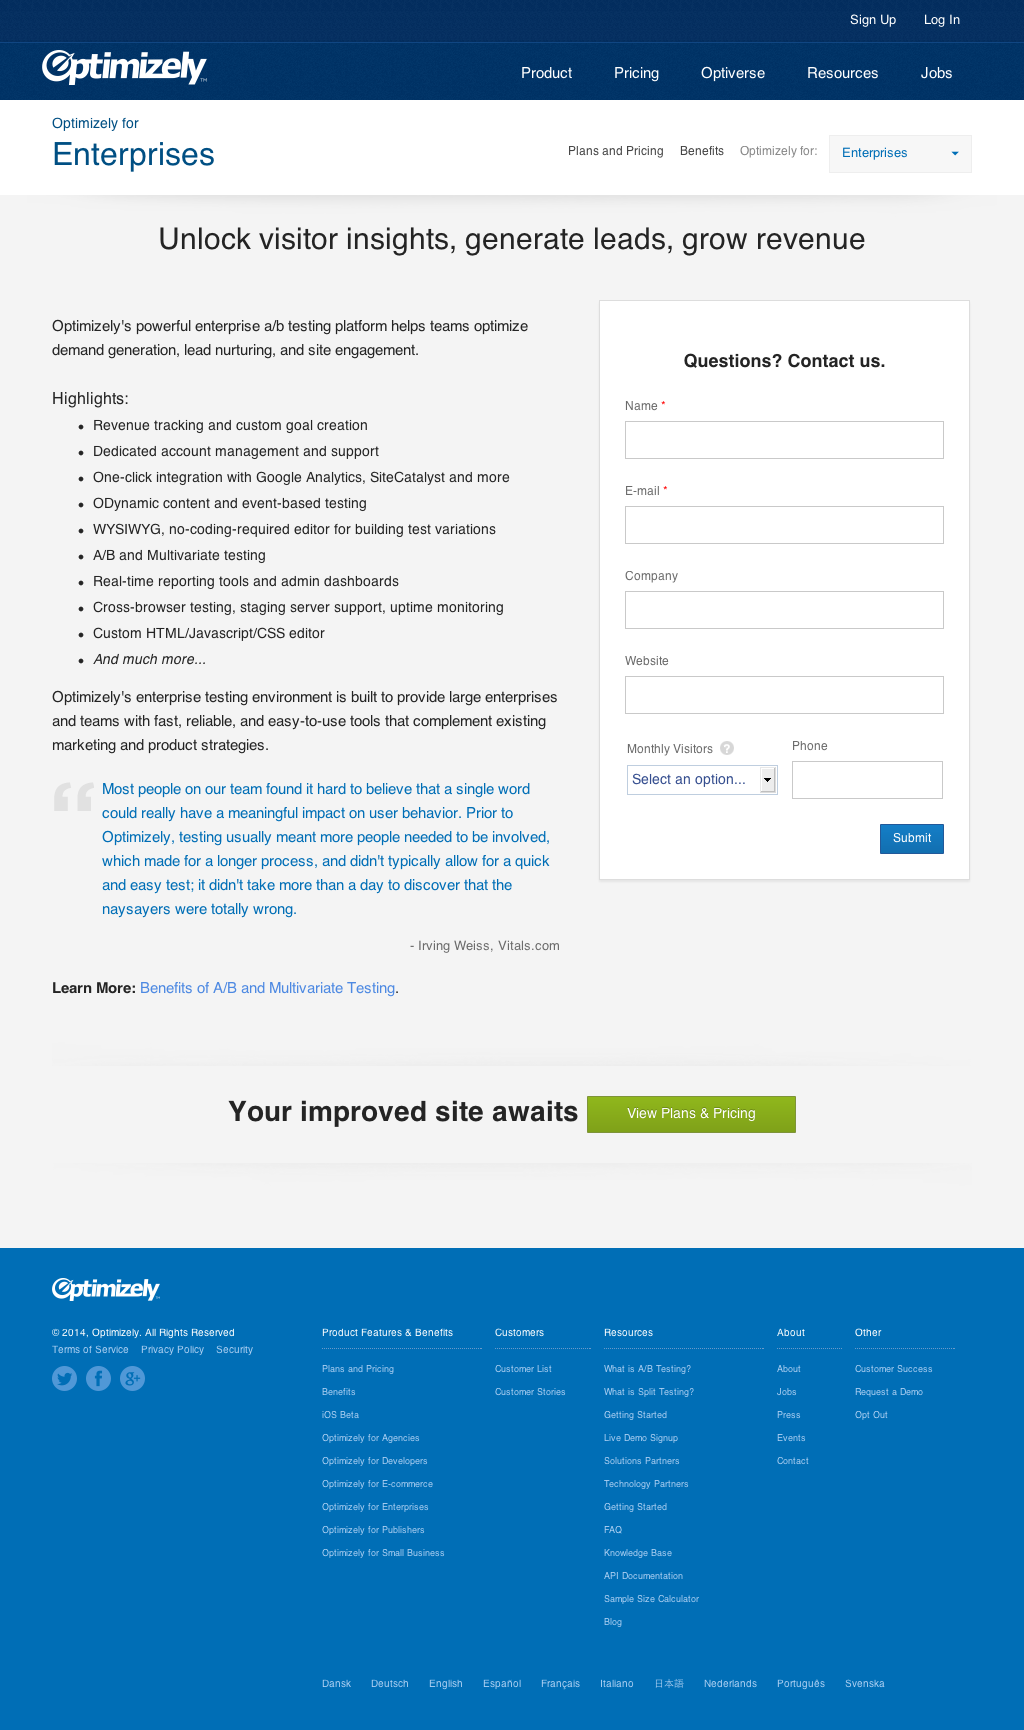 Sign Up Log In
Optimizely™
Product Pricing Optiverse Resources Jobs
Optimizely for
Enterprises
Plans and Pricing Benefits Optimizely for: Enterprises
Unlock visitor insights, generate leads, grow revenue
Optimizely's powerful enterprise a/b testing platform helps teams optimize
demand generation, lead nurturing, and site engagement.
Highlights:
• Revenue tracking and custom goal creation
• Dedicated account management and support
• One-click integration with Google Analytics, SiteCatalyst and more
• ODynamic content and event-based testing
• WYSIWYG, no-coding-required editor for building test variations
• A/B and Multivariate testing
• Real-time reporting tools and admin dashboards
• Cross-browser testing, staging server support, uptime monitoring
• Custom HTML/Javascript/CSS editor
• And much more...
Optimizely's enterprise testing environment is built to provide large enterprises
and teams with fast, reliable, and easy-to-use tools that complement existing
marketing and product strategies.
“ Most people on our team found it hard to believe that a single word
could really have a meaningful impact on user behavior. Prior to
Optimizely, testing usually meant more people needed to be involved,
which made for a longer process, and didn't typically allow for a quick
and easy test; it didn't take more than a day to discover that the
naysayers were totally wrong.
- Irving Weiss, Vitals.com
Learn More: Benefits of A/B and Multivariate Testing.
Questions? Contact us.
Name *
E-mail *
Company
Website
Monthly Visitors ?
Select an option...
Phone
Submit
Your improved site awaits
View Plans & Pricing
Optimizely
© 2014, Optimizely. All Rights Reserved
Terms of Service Privacy Policy Security
Product Features & Benefits
Plans and Pricing
Benefits
iOS Beta
Optimizely for Agencies
Optimizely for Developers
Optimizely for E-commerce
Optimizely for Enterprises
Optimizely for Publishers
Optimizely for Small Business
Customers
Customer List
Customer Stories
Resources
What is A/B Testing?
What is Split Testing?
Getting Started
Live Demo Signup
Solutions Partners
Technology Partners
Getting Started
FAQ
Knowledge Base
API Documentation
Sample Size Calculator
Blog
About
About
Jobs
Press
Events
Contact
Other
Customer Success
Request a Demo
Opt Out
Dansk Deutsch English Español Français Italiano 日本語 Nederlands Português Svenska